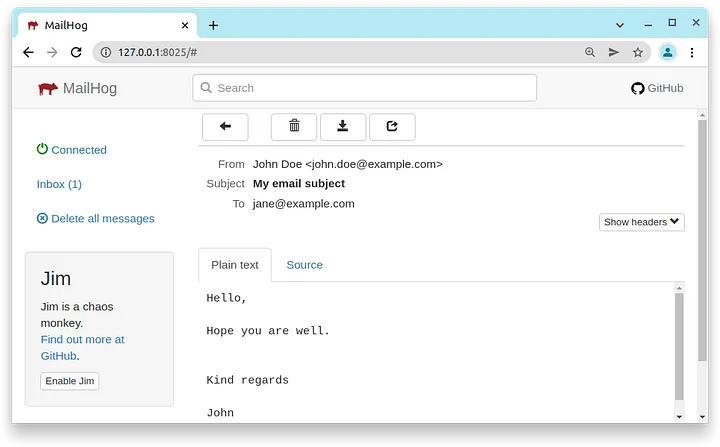 MailHog
127.0.0.1:8025/#
MailHog
Search
GitHub
Connected
Inbox (1)
Delete all messages
Jim
Jim is a chaos
monkey.
Find out more at
GitHub.
Enable Jim
From John Doe <john.doe@example.com>
Subject My email subject
To jane@example.com
Show headers
Plain text Source
Hello,
Hope you are well.
Kind regards
John